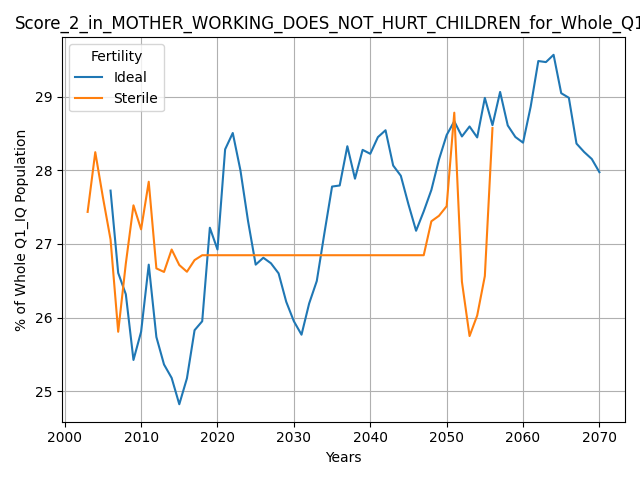 Score_2_in_MOTHER_WORKING_DOES_NOT_HURT_CHILDREN_for_Whole_Q1
Fertility
Ideal
Sterile
% of Whole Q1_IQ Population
29
28
27
26
25
2000 2010 2020 2030 2040 2050 2060 2070
Years